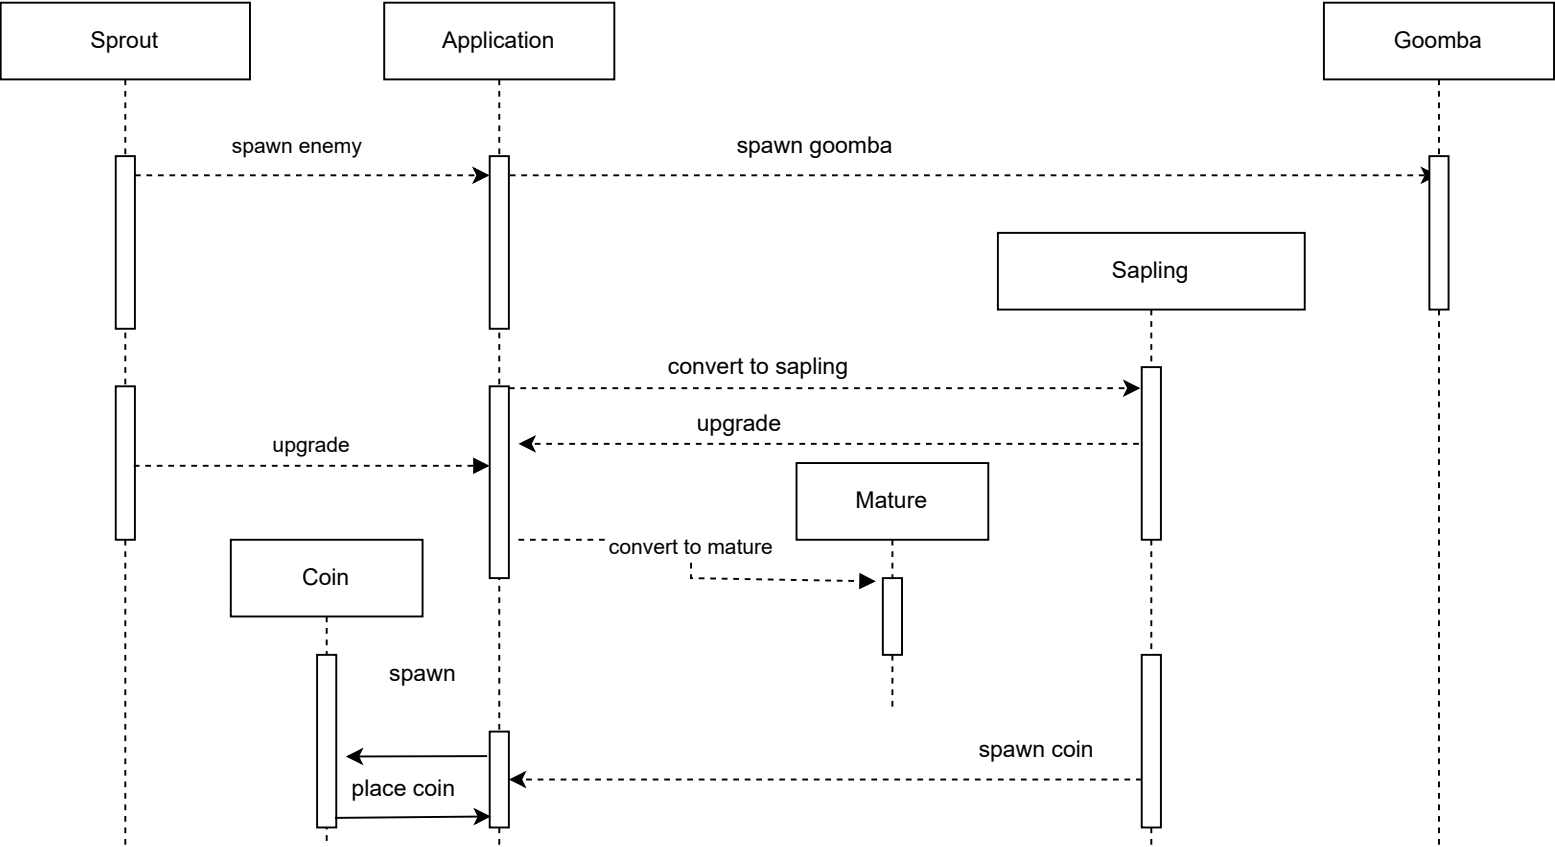 Sprout
Application
Goomba
spawn enemy
spawn goomba
Sapling
convert to sapling
upgrade
upgrade
Mature
convert to mature
Coin
spawn
spawn coin
place coin